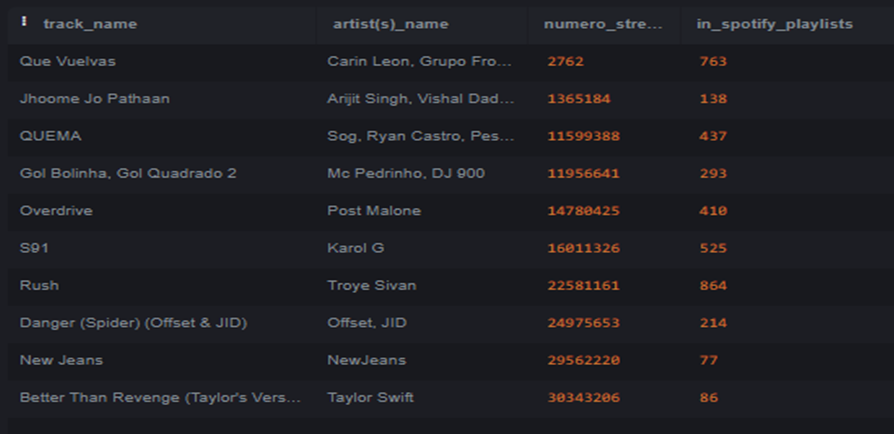 track_name artist(s)_name numero_stre... in_spotify_playlists
Que Vuelvas Carin Leon, Grupo Fro... 2762 763
Jhoome Jo Pathaan Arijit Singh, Vishal Dad... 1365184 138
QUEMA Sog, Ryan Castro, Pes... 11599388 437
Gol Bolinha, Gol Quadrado 2 Mc Pedrinho, DJ 900 11956641 293
Overdrive Post Malone 14780425 410
S91 Karol G 16011326 525
Rush Troye Sivan 22581161 864
Danger (Spider) (Offset & JID) Offset, JID 24975653 214
New Jeans NewJeans 29562220 77
Better Than Revenge (Taylor's Vers... Taylor Swift 30343206 86